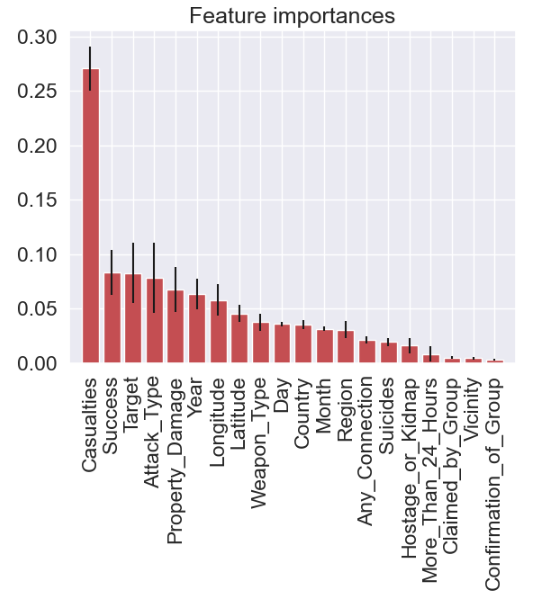 Feature importances
0.30
0.25
0.20
0.15
0.10
0.05
0.00
Casualties
Success
Target
Attack_Type
Property_Damage
Year
Longitude
Latitude
Weapon_Type
Day
Country
Month
Region
Any_Connection
Suicides
Hostage_or_Kidnap
More_Than_24_Hours
Claimed_by_Group
Vicinity
Confirmation_of_Group